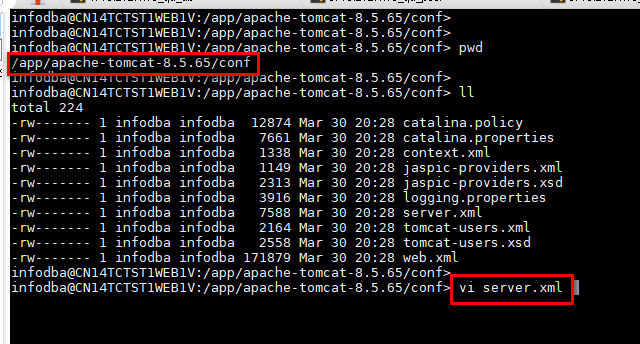 infodba@CN14TCTST1WEB1V:/app/apache-tomcat-8.5.65/conf>
infodba@CN14TCTST1WEB1V:/app/apache-tomcat-8.5.65/conf>
infodba@CN14TCTST1WEB1V:/app/apache-tomcat-8.5.65/conf> pwd
/app/apache-tomcat-8.5.65/conf
infodba@CN14TCTST1WEB1V:/app/apache-tomcat-8.5.65/conf>
infodba@CN14TCTST1WEB1V:/app/apache-tomcat-8.5.65/conf> ll
total 224
-rw------- 1 infodba infodba  12874 Mar 30 20:28 catalina.policy
-rw------- 1 infodba infodba   7661 Mar 30 20:28 catalina.properties
-rw------- 1 infodba infodba   1338 Mar 30 20:28 context.xml
-rw------- 1 infodba infodba   1149 Mar 30 20:28 jaspic-providers.xml
-rw------- 1 infodba infodba   2313 Mar 30 20:28 jaspic-providers.xsd
-rw------- 1 infodba infodba   3916 Mar 30 20:28 logging.properties
-rw------- 1 infodba infodba   7588 Mar 30 20:28 server.xml
-rw------- 1 infodba infodba   2164 Mar 30 20:28 tomcat-users.xml
-rw------- 1 infodba infodba   2558 Mar 30 20:28 tomcat-users.xsd
-rw------- 1 infodba infodba 171879 Mar 30 20:28 web.xml
infodba@CN14TCTST1WEB1V:/app/apache-tomcat-8.5.65/conf>
infodba@CN14TCTST1WEB1V:/app/apache-tomcat-8.5.65/conf> vi server.xml